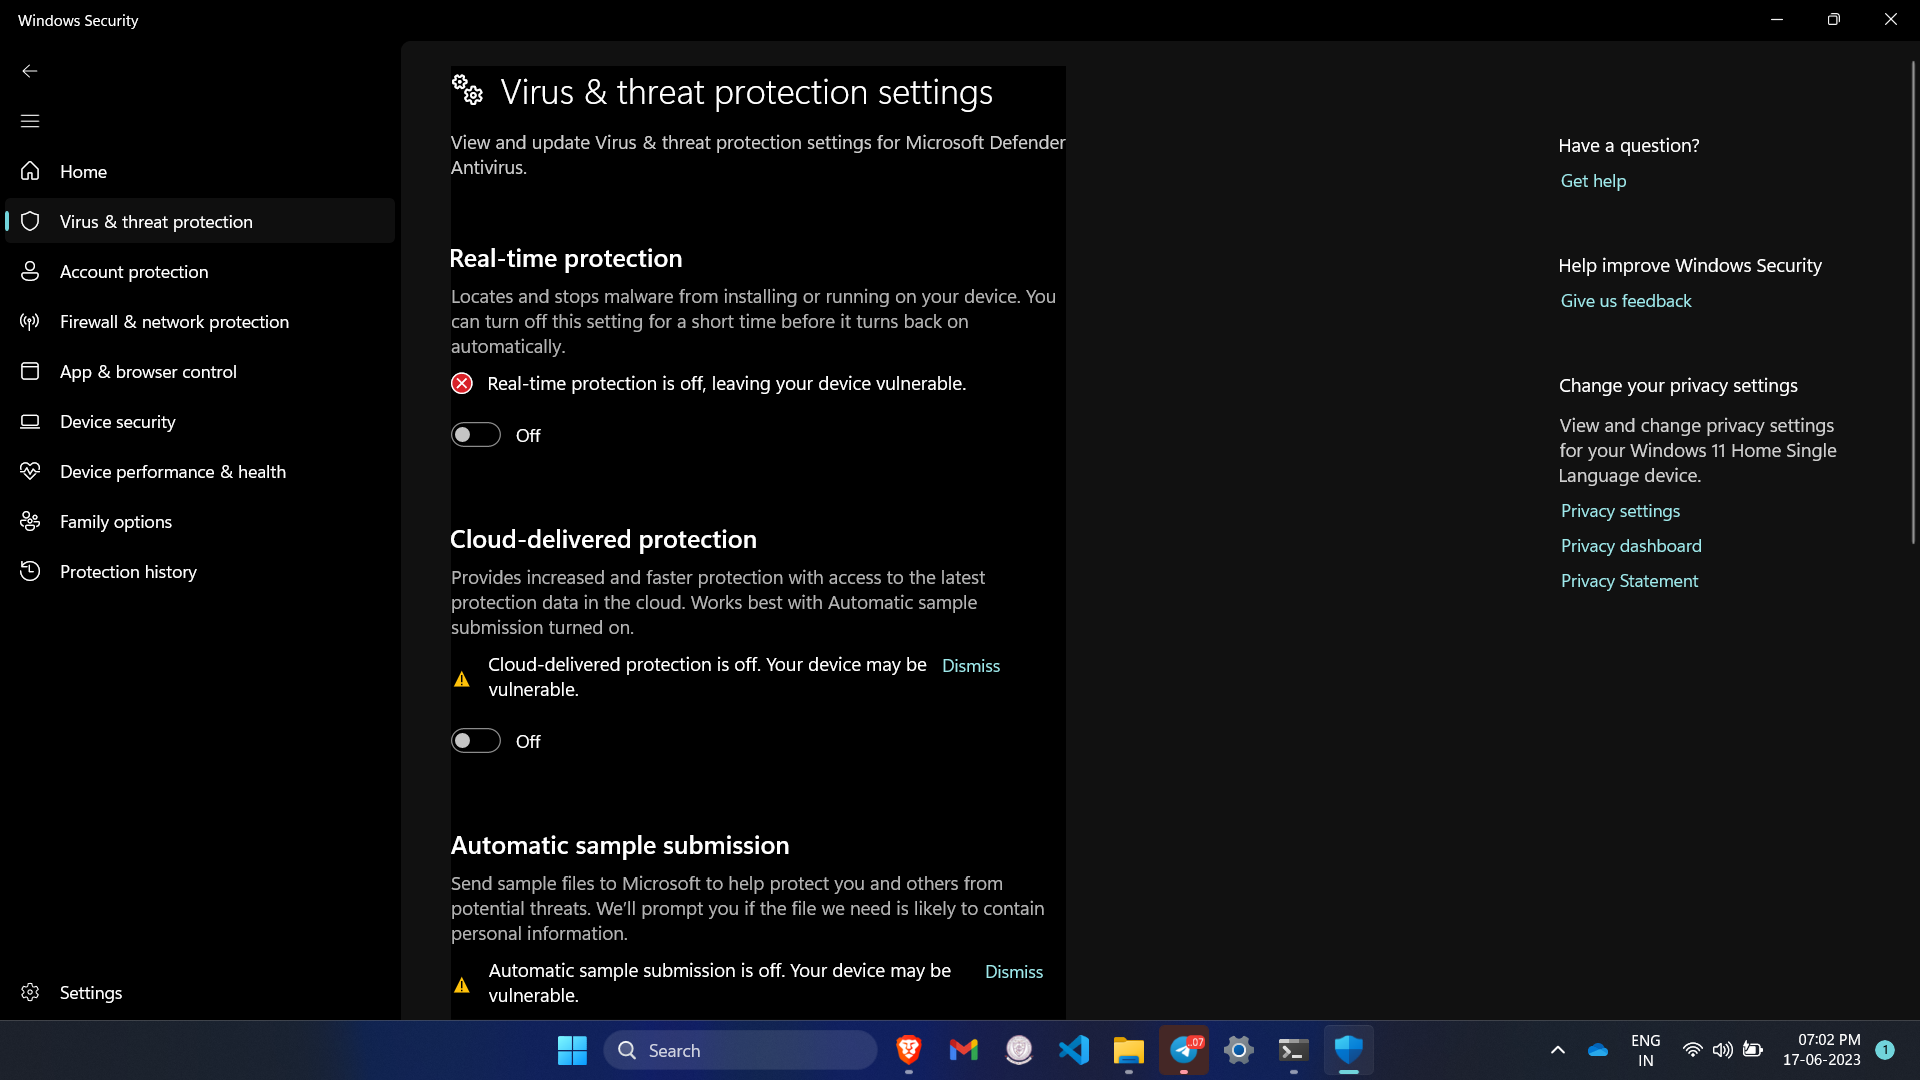 Windows Security
Home
Virus & threat protection
Account protection
Firewall & network protection
App & browser control
Device security
Device performance & health
Family options
Protection history
Settings
Virus & threat protection settings
View and update Virus & threat protection settings for Microsoft Defender
Antivirus.
Real-time protection
Locates and stops malware from installing or running on your device. You
can turn off this setting for a short time before it turns back on
automatically.
Real-time protection is off, leaving your device vulnerable.
Off
Cloud-delivered protection
Provides increased and faster protection with access to the latest
protection data in the cloud. Works best with Automatic sample
submission turned on.
Cloud-delivered protection is off. Your device may be
vulnerable.
Dismiss
Off
Automatic sample submission
Send sample files to Microsoft to help protect you and others from
potential threats. We'll prompt you if the file we need is likely to contain
personal information.
Automatic sample submission is off. Your device may be
vulnerable.
Dismiss
Have a question?
Get help
Help improve Windows Security
Give us feedback
Change your privacy settings
View and change privacy settings
for your Windows 11 Home Single
Language device.
Privacy settings
Privacy dashboard
Privacy Statement
Search
..07
ENG
IN
07:02 PM
17-06-2023
1